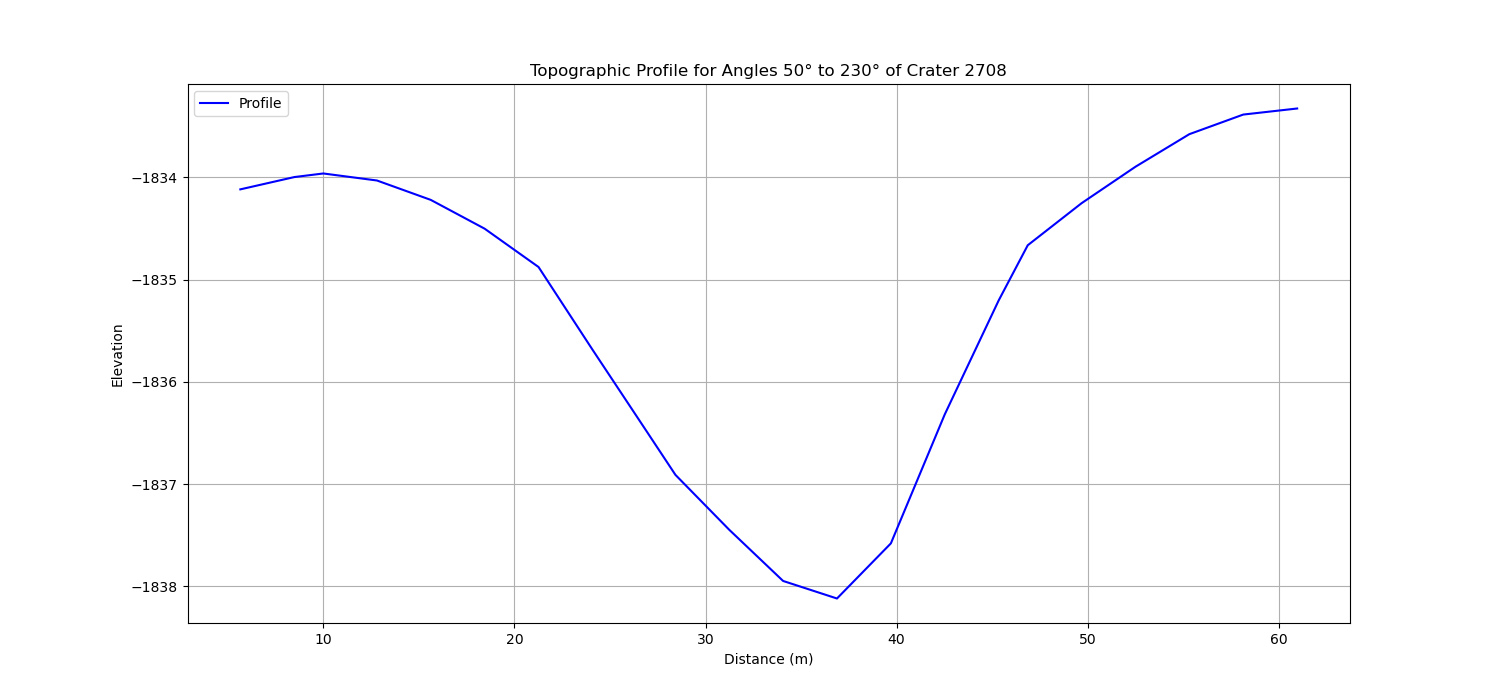 Topographic Profile for Angles 50° to 230° of Crater 2708
Profile
−1834
−1835
−1836
−1837
−1838
Elevation
10 20 30 40 50 60
Distance (m)